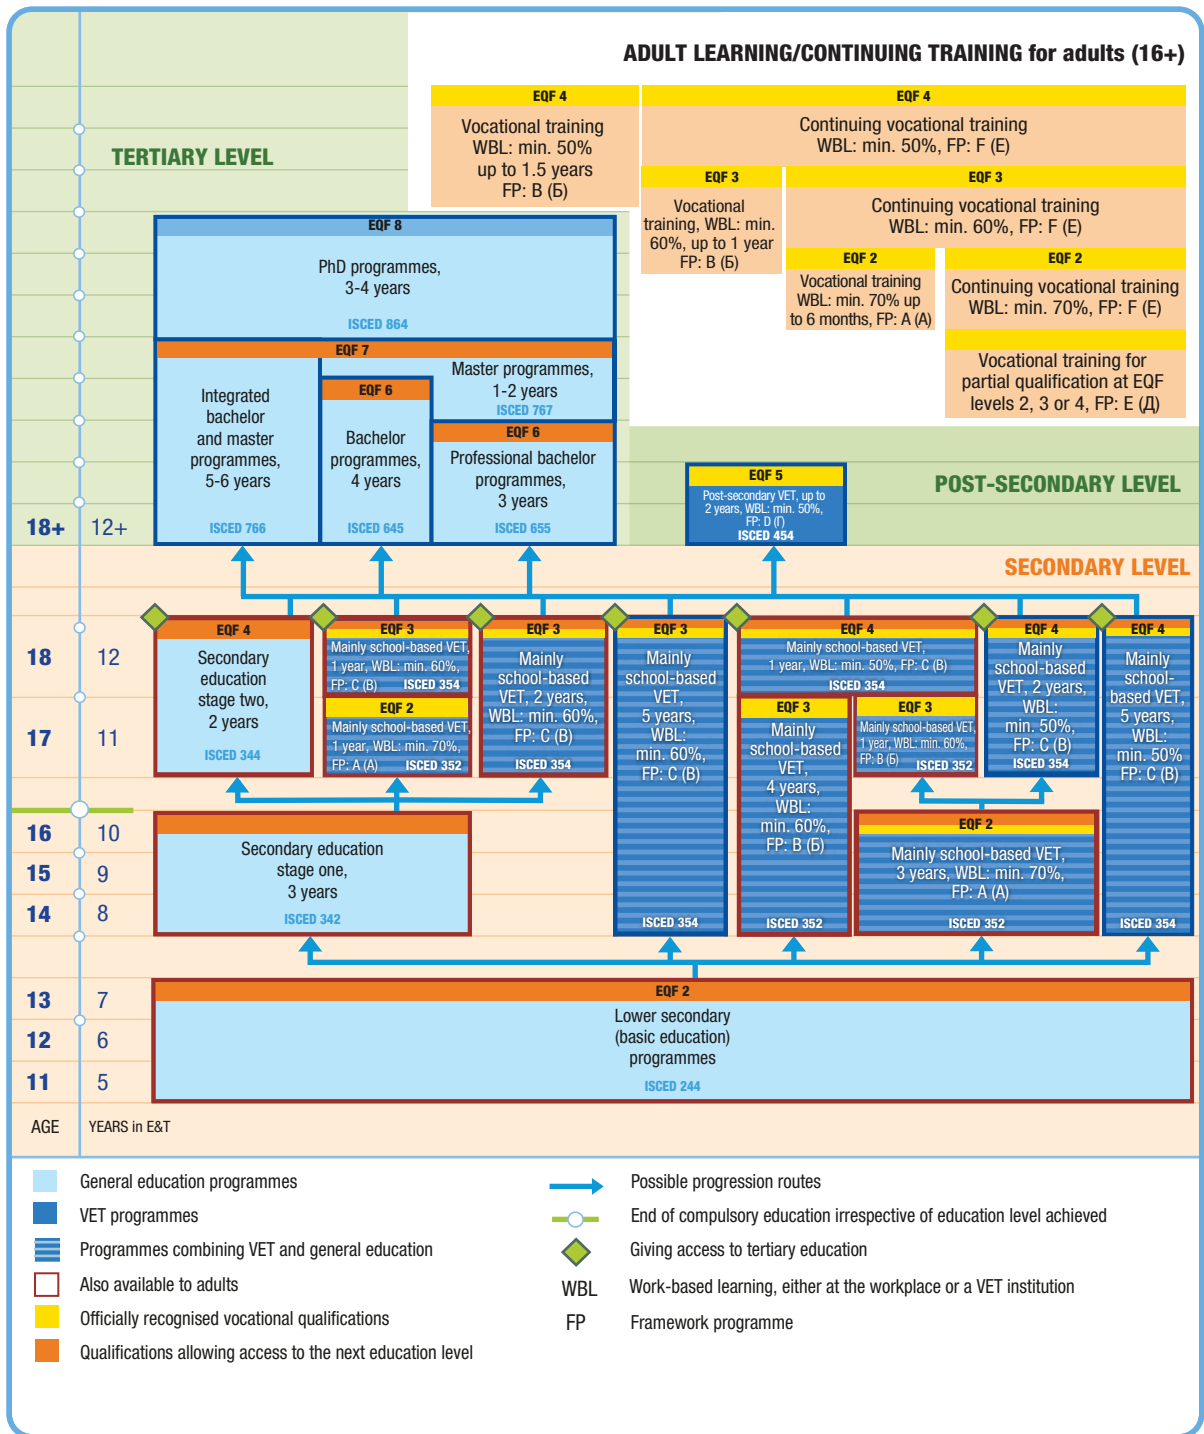 ADULT LEARNING/CONTINUING TRAINING for adults (16+)
EQF 4
Vocational training
WBL: min. 50%
up to 1.5 years
FP: B (Б)
EQF 4
Continuing vocational training
WBL: min. 50%, FP: F (E)
EQF 3
Vocational
training, WBL: min.
60%, up to 1 year
FP: B (Б)
EQF 3
Continuing vocational training
WBL: min. 60%, FP: F (E)
EQF 2
Vocational training
WBL: min. 70% up
to 6 months, FP: A (A)
EQF 2
Continuing vocational training
WBL: min. 70%, FP: F (E)
Vocational training for
partial qualification at EQF
levels 2, 3 or 4, FP: E (Д)
TERTIARY LEVEL
EQF 8
PhD programmes,
3-4 years
ISCED 864
EQF 7
Integrated
bachelor
and master
programmes,
5-6 years
ISCED 766
Master programmes,
1-2 years
ISCED 767
EQF 6
Bachelor
programmes,
4 years
ISCED 645
EQF 6
Professional bachelor
programmes,
3 years
ISCED 655
POST-SECONDARY LEVEL
EQF 5
Post-secondary VET, up to
2 years, WBL: min. 50%,
FP: D (Г)
ISCED 454
18+ 12+
SECONDARY LEVEL
18 12
17 11
16 10
15 9
14 8
13 7
12 6
11 5
AGE YEARS in E&T
EQF 4
Secondary
education
stage two,
2 years
ISCED 344
EQF 3
Mainly school-based VET,
1 year, WBL: min. 60%,
FP: C (B) ISCED 354
EQF 2
Mainly school-based VET,
1 year, WBL: min. 70%,
FP: A (A) ISCED 352
EQF 3
Mainly
school-based
VET, 2 years,
WBL: min. 60%,
FP: C (B)
ISCED 354
EQF 3
Mainly
school-based
VET,
5 years,
WBL:
min. 60%,
FP: C (B)
ISCED 354
EQF 4
Mainly school-based VET,
1 year, WBL: min. 50%, FP: C (B)
ISCED 354
EQF 3
Mainly
school-based
VET,
4 years,
WBL:
min. 60%,
FP: B (Б)
ISCED 352
EQF 3
Mainly school-based VET,
1 year, WBL: min. 60%,
FP: B (Б) ISCED 352
EQF 4
Mainly
school-based
VET, 2 years,
WBL:
min. 50%,
FP: C (B)
ISCED 354
EQF 4
Mainly
school-
based VET,
5 years,
WBL:
min. 50%
FP: C (B)
ISCED 354
Secondary education
stage one,
3 years
ISCED 342
EQF 2
Mainly school-based VET,
3 years, WBL: min. 70%,
FP: A (A)
ISCED 352
EQF 2
Lower secondary
(basic education)
programmes
ISCED 244
General education programmes
VET programmes
Programmes combining VET and general education
Also available to adults
Officially recognised vocational qualifications
Qualifications allowing access to the next education level
Possible progression routes
End of compulsory education irrespective of education level achieved
Giving access to tertiary education
WBL Work-based learning, either at the workplace or a VET institution
FP Framework programme